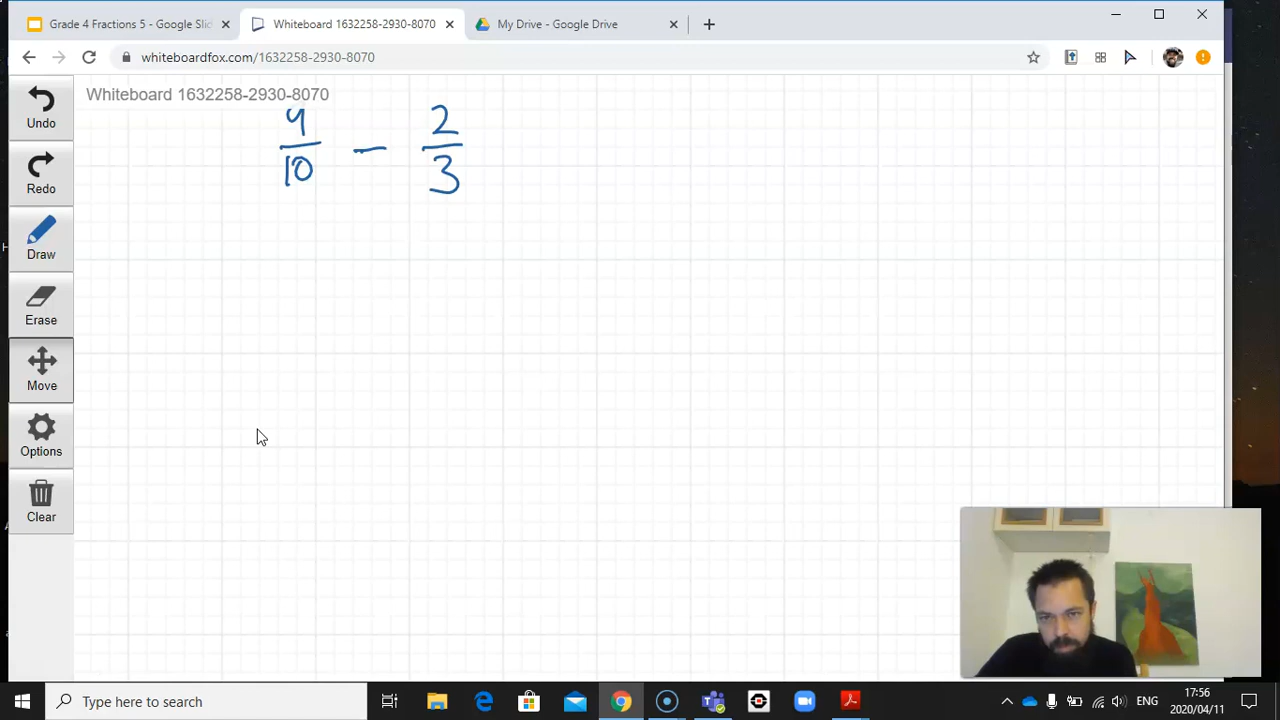 Grade 4 Fractions 5 - Google Slid
Whiteboard 1632258-2930-8070
My Drive - Google Drive
whiteboardfox.com/1632258-2930-8070
Whiteboard 1632258-2930-8070
Undo
Redo
Draw
Erase
Move
Options
Clear
9/10 - 2/3
Type here to search
ENG
17:56
2020/04/11